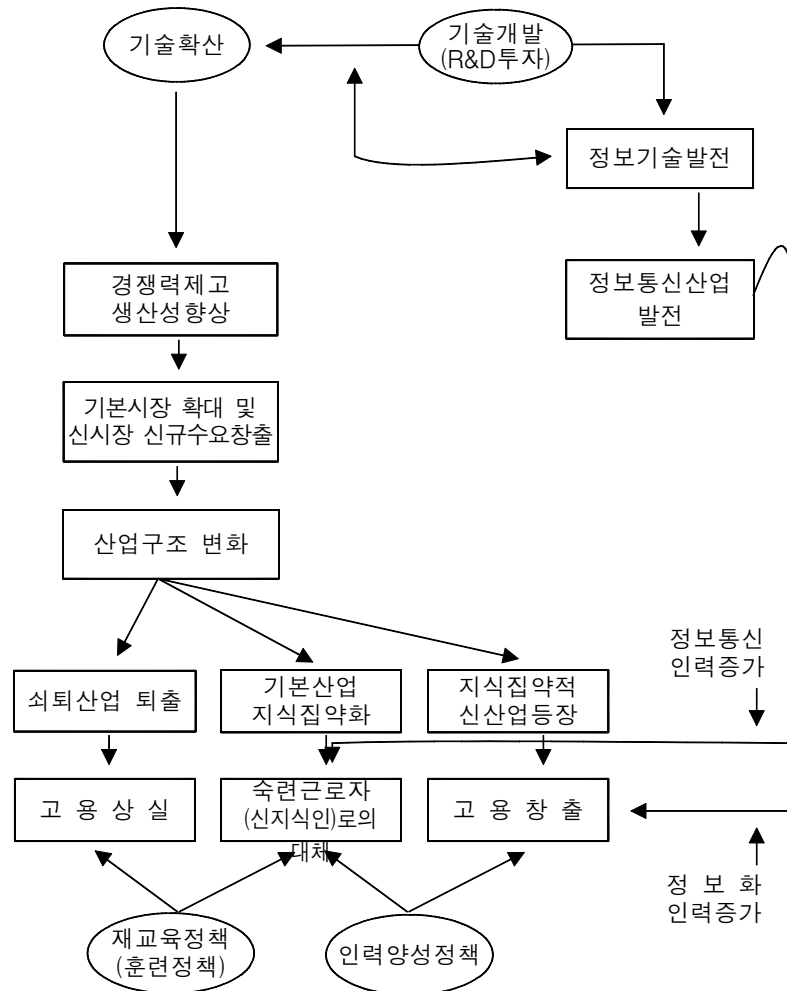 기술확산
기술개발
(R&D투자)
정보기술발전
경쟁력제고
생산성향상
정보통신산업
발전
기본시장 확대 및
신시장 신규수요창출
산업구조 변화
정보통신
인력증가
쇠퇴산업 퇴출
기본산업
지식집약화
지식집약적
신산업등장
고 용 상 실
숙련근로자
(신지식인)로의
대체
고 용 창 출
정 보 화
인력증가
재교육정책
(훈련정책)
인력양성정책